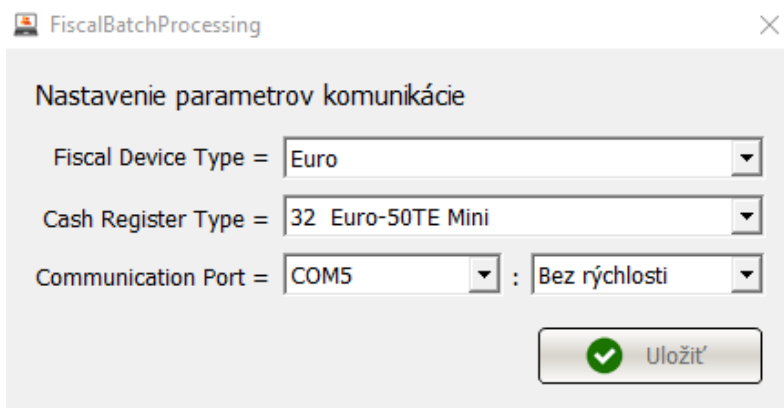 FiscalBatchProcessing
Nastavenie parametrov komunikácie
Fiscal Device Type = Euro
Cash Register Type = 32 Euro-50TE Mini
Communication Port = COM5 : Bez rýchlosti
Uložiť